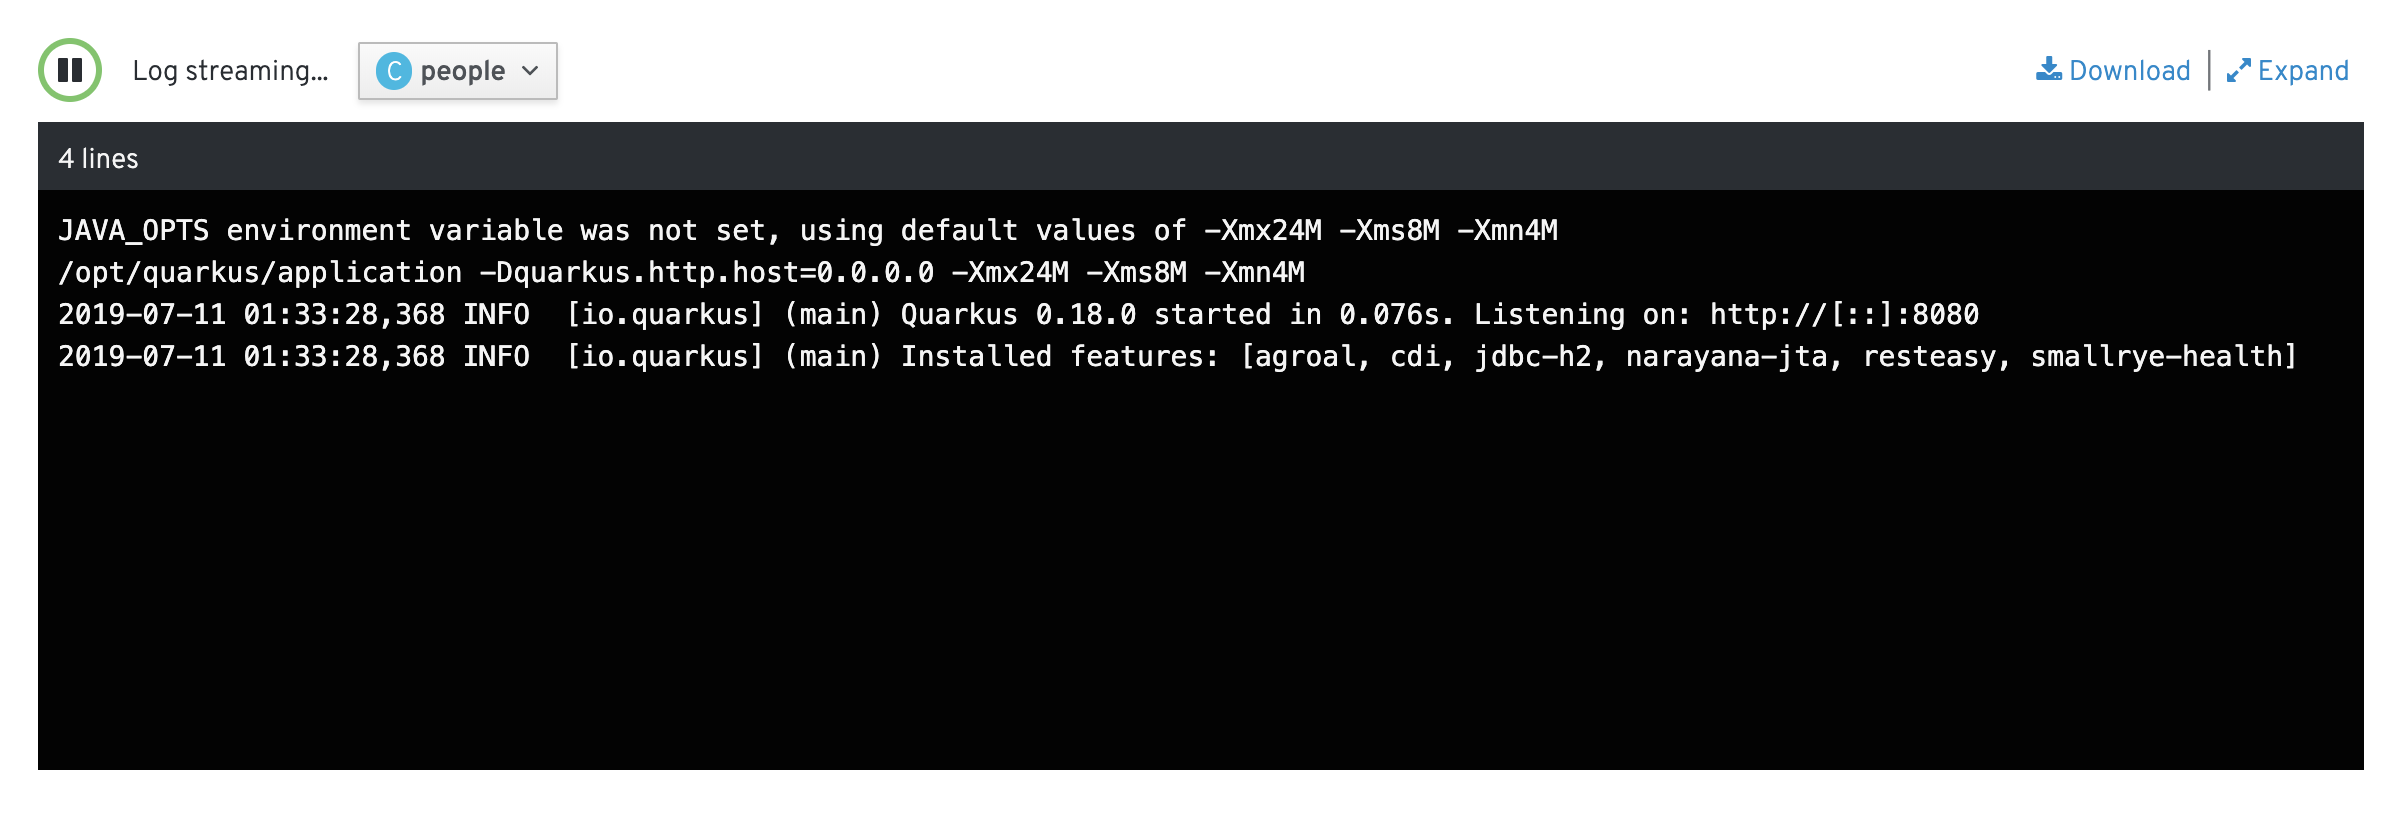 Log streaming... C people Download Expand
4 lines
JAVA_OPTS environment variable was not set, using default values of -Xmx24M -Xms8M -Xmn4M
/opt/quarkus/application -Dquarkus.http.host=0.0.0.0 -Xmx24M -Xms8M -Xmn4M
2019-07-11 01:33:28,368 INFO  [io.quarkus] (main) Quarkus 0.18.0 started in 0.076s. Listening on: http://[::]:8080
2019-07-11 01:33:28,368 INFO  [io.quarkus] (main) Installed features: [agroal, cdi, jdbc-h2, narayana-jta, resteasy, smallrye-health]